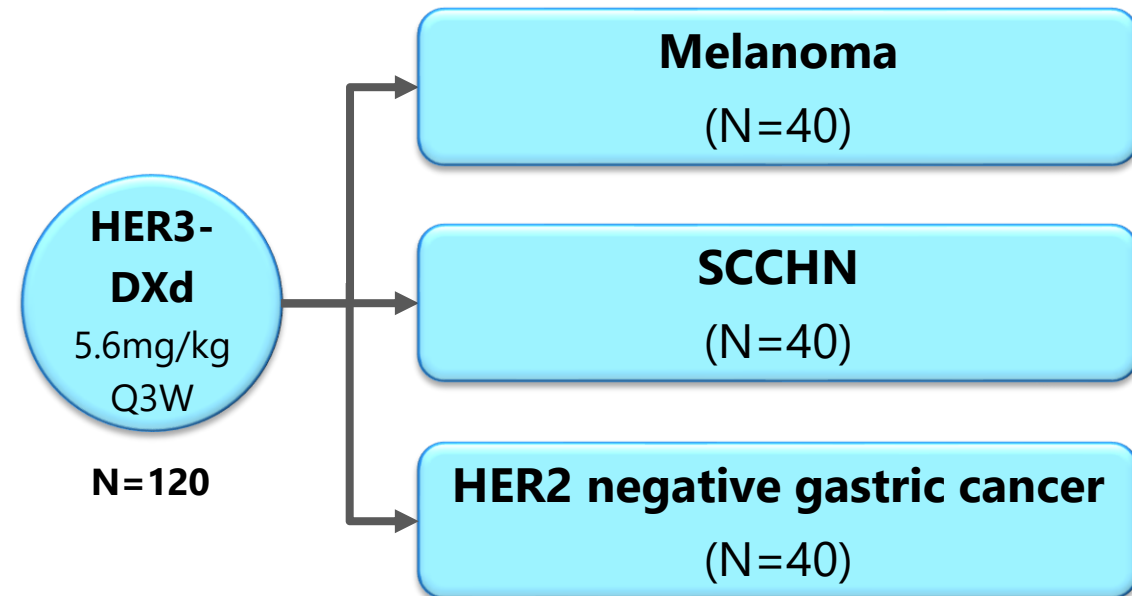 HER3-
DXd
5.6mg/kg
Q3W
N=120
Melanoma
(N=40)
SCCHN
(N=40)
HER2 negative gastric cancer
(N=40)